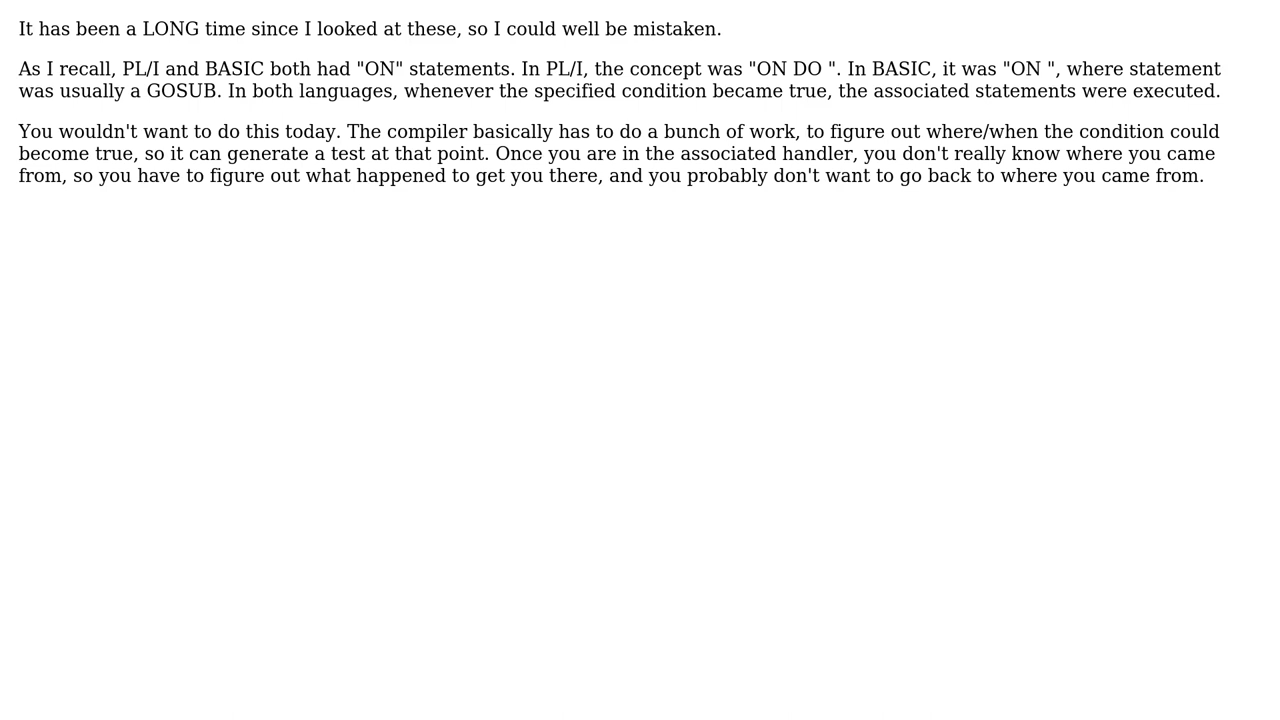 It has been a LONG time since I looked at these, so I could well be mistaken.
As I recall, PL/I and BASIC both had "ON" statements. In PL/I, the concept was "ON DO ". In BASIC, it was "ON ", where statement
was usually a GOSUB. In both languages, whenever the specified condition became true, the associated statements were executed.
You wouldn't want to do this today. The compiler basically has to do a bunch of work, to figure out where/when the condition could
become true, so it can generate a test at that point. Once you are in the associated handler, you don't really know where you came
from, so you have to figure out what happened to get you there, and you probably don't want to go back to where you came from.